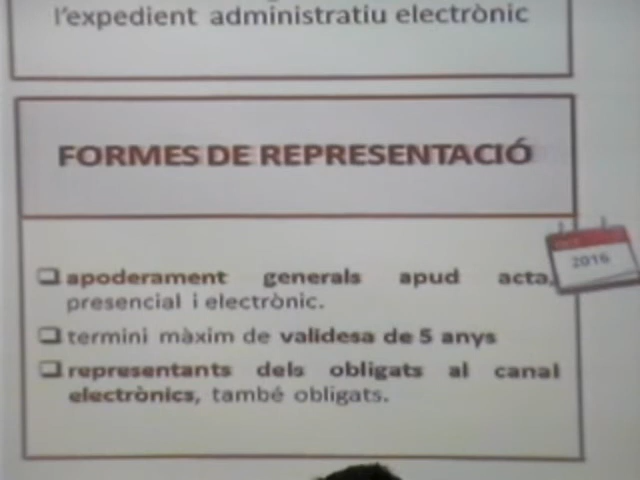 l'expedient administratiu electrònic
FORMES DE REPRESENTACIÓ
apoderament generals apud acta,
2016
presencial i electrònic.
termini màxim de validesa de 5 anys
representants dels obligats al canal
electrònics, també obligats.